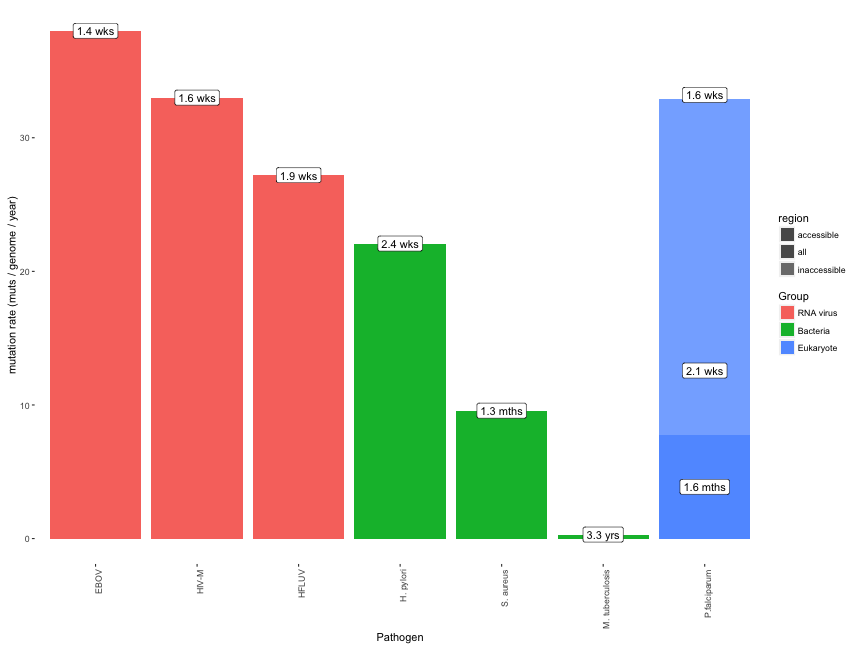 1.4 wks
1.6 wks
1.9 wks
2.4 wks
1.3 mths
3.3 yrs
1.6 wks
2.1 wks
1.6 mths
mutation rate (muts / genome / year)
30
20
10
0
EBOV
HIV-M
HFLUV
H. pylori
S. aureus
M. tuberculosis
P.falciparum
Pathogen
region
accessible
all
inaccessible
Group
RNA virus
Bacteria
Eukaryote